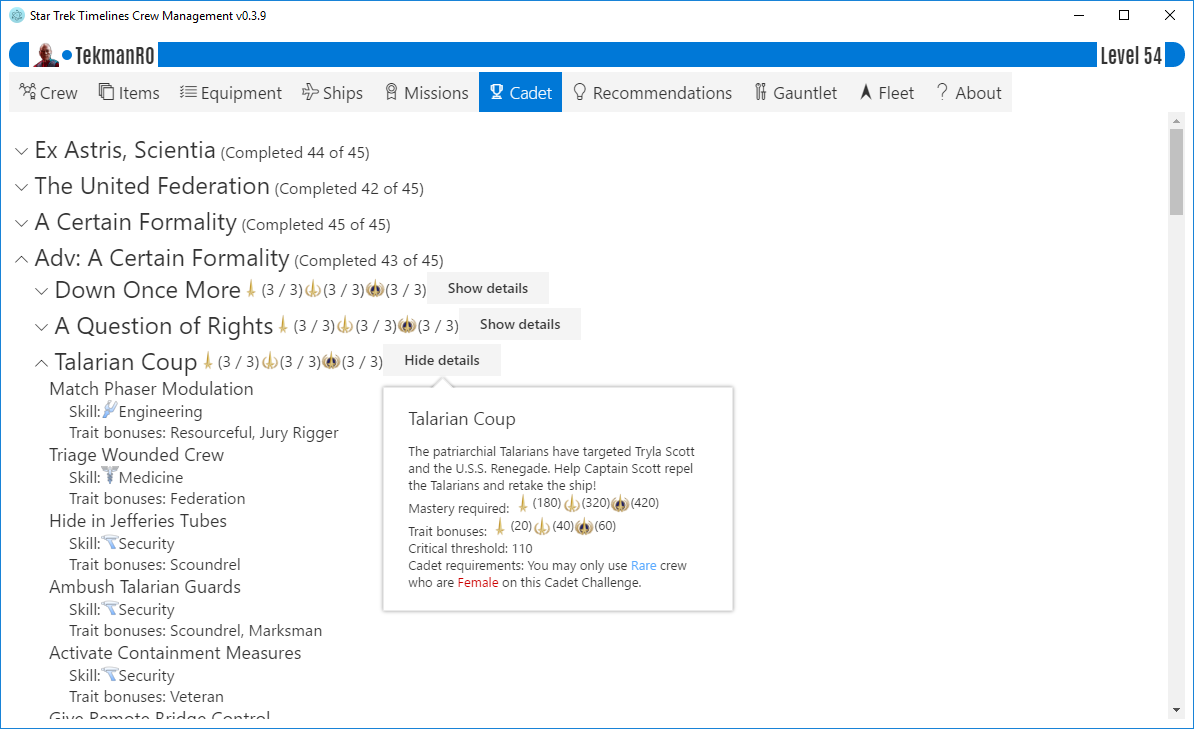 Star Trek Timelines Crew Management v0.3.9
TekmanR0 Level 54
Crew Items Equipment Ships Missions Cadet Recommendations Gauntlet Fleet ? About
Ex Astris, Scientia (Completed 44 of 45)
The United Federation (Completed 42 of 45)
A Certain Formality (Completed 45 of 45)
Adv: A Certain Formality (Completed 43 of 45)
Down Once More (3 / 3) (3 / 3) (3 / 3) Show details
A Question of Rights (3 / 3) (3 / 3) (3 / 3) Show details
Talarian Coup (3 / 3) (3 / 3) (3 / 3) Hide details
Match Phaser Modulation
Skill: Engineering
Trait bonuses: Resourceful, Jury Rigger
Triage Wounded Crew
Skill: Medicine
Trait bonuses: Federation
Hide in Jefferies Tubes
Skill: Security
Trait bonuses: Scoundrel
Ambush Talarian Guards
Skill: Security
Trait bonuses: Scoundrel, Marksman
Activate Containment Measures
Skill: Security
Trait bonuses: Veteran
Give Remote Bridge Control
Talarian Coup
The patriarchial Talarians have targeted Tryla Scott
and the U.S.S. Renegade. Help Captain Scott repel
the Talarians and retake the ship!
Mastery required: (180) (320) (420)
Trait bonuses: (20) (40) (60)
Critical threshold: 110
Cadet requirements: You may only use Rare crew
who are Female on this Cadet Challenge.